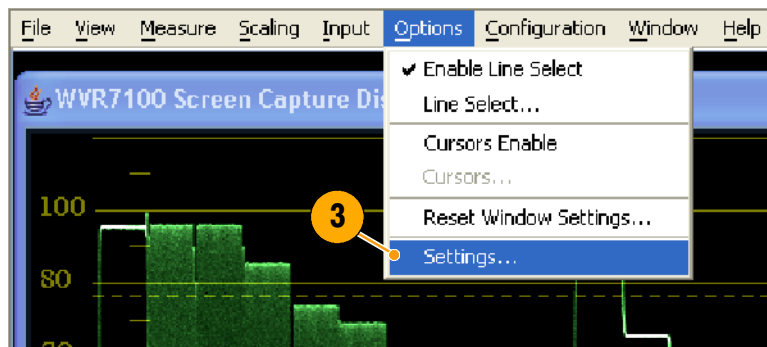 File View Measure Scaling Input Options Configuration Window Help
✔ Enable Line Select
WVR7100 Screen Capture Dis
Line Select...
Cursors Enable
Cursors...
100
3
Reset Window Settings...
Settings...
80